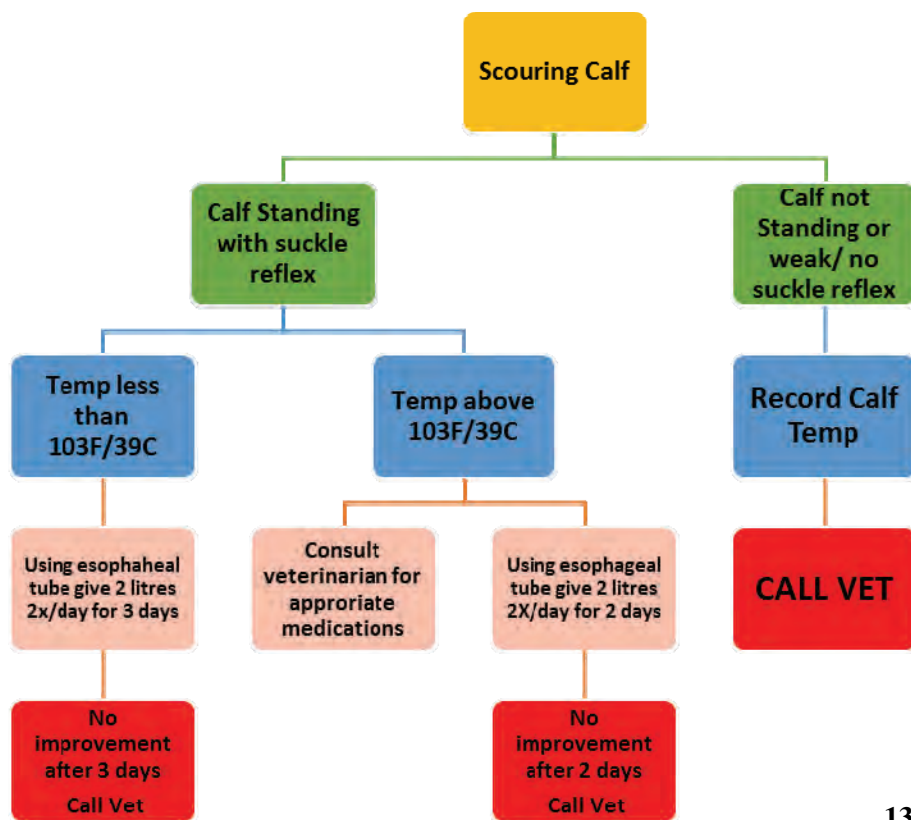 Scouring Calf
Calf Standing
with suckle
reflex
Calf not
Standing or
weak/ no
suckle reflex
Temp less
than
103F/39C
Temp above
103F/39C
Record Calf
Temp
Using esophaheal
tube give 2 litres
2x/day for 3 days
Consult
veterinarian for
approriate
medications
Using esophageal
tube give 2 litres
2X/day for 2 days
CALL VET
No
improvement
after 3 days
Call Vet
No
improvement
after 2 days
Call Vet
13